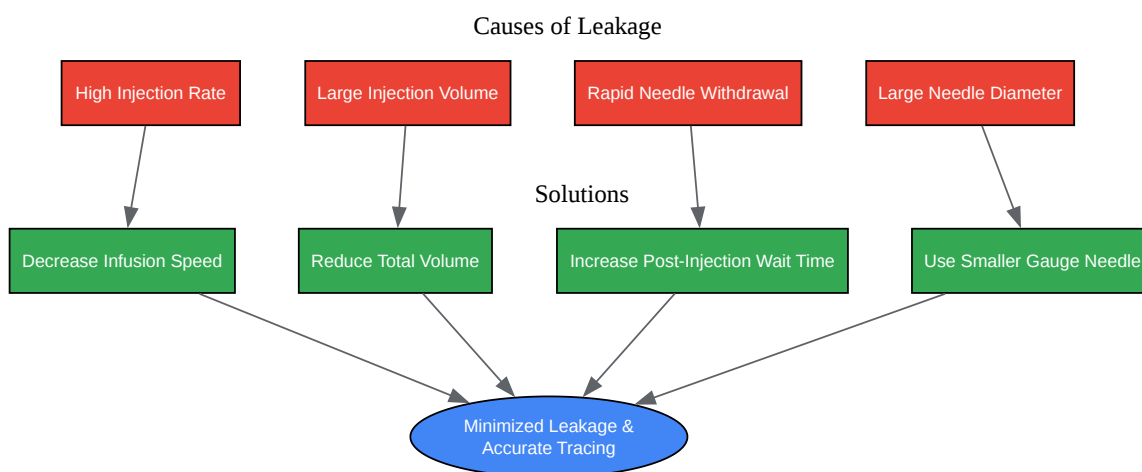 Causes of Leakage
High Injection Rate
Large Injection Volume
Rapid Needle Withdrawal
Large Needle Diameter
Solutions
Decrease Infusion Speed
Reduce Total Volume
Increase Post-Injection Wait Time
Use Smaller Gauge Needle
Minimized Leakage &
Accurate Tracing